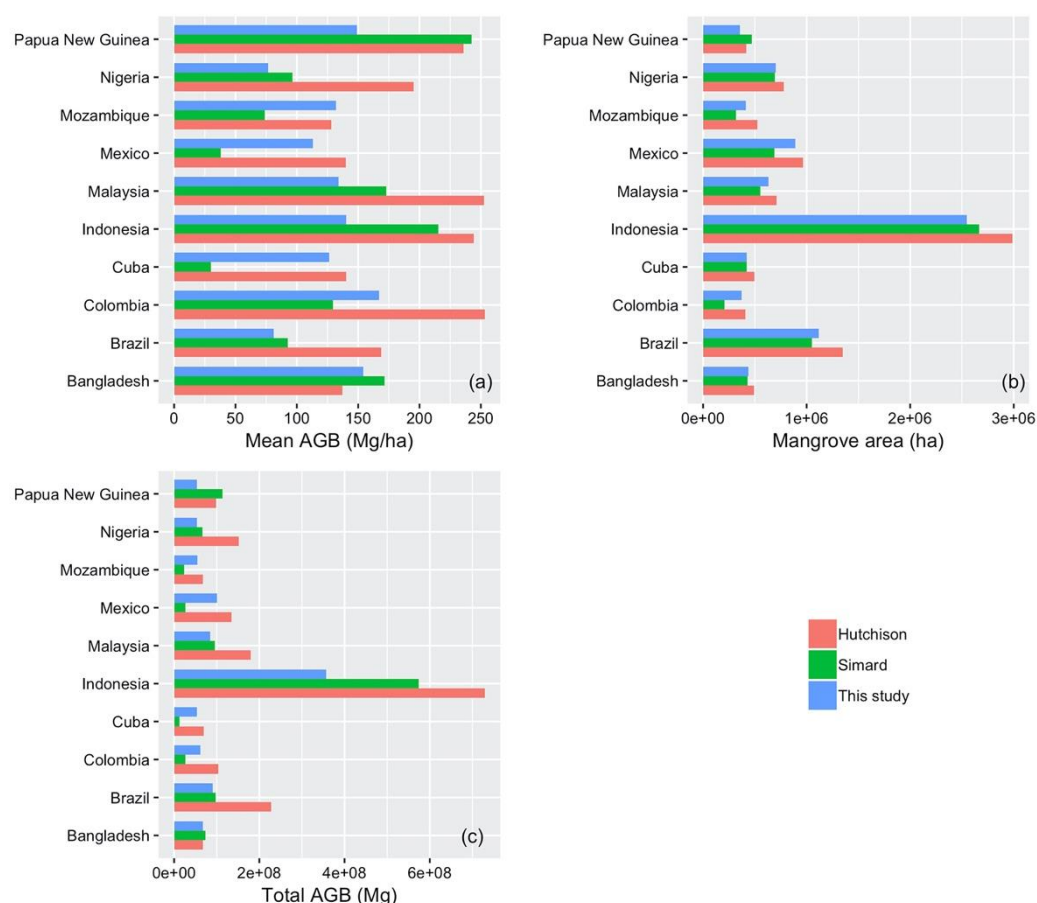 Papua New Guinea
Nigeria
Mozambique
Mexico
Malaysia
Indonesia
Cuba
Colombia
Brazil
Bangladesh
(a)
0 50 100 150 200 250
Mean AGB (Mg/ha)
Papua New Guinea
Nigeria
Mozambique
Mexico
Malaysia
Indonesia
Cuba
Colombia
Brazil
Bangladesh
(b)
0e+00 1e+06 2e+06 3e+06
Mangrove area (ha)
Papua New Guinea
Nigeria
Mozambique
Mexico
Malaysia
Indonesia
Cuba
Colombia
Brazil
Bangladesh
(c)
0e+00 2e+08 4e+08 6e+08
Total AGB (Mg)
Hutchison
Simard
This study